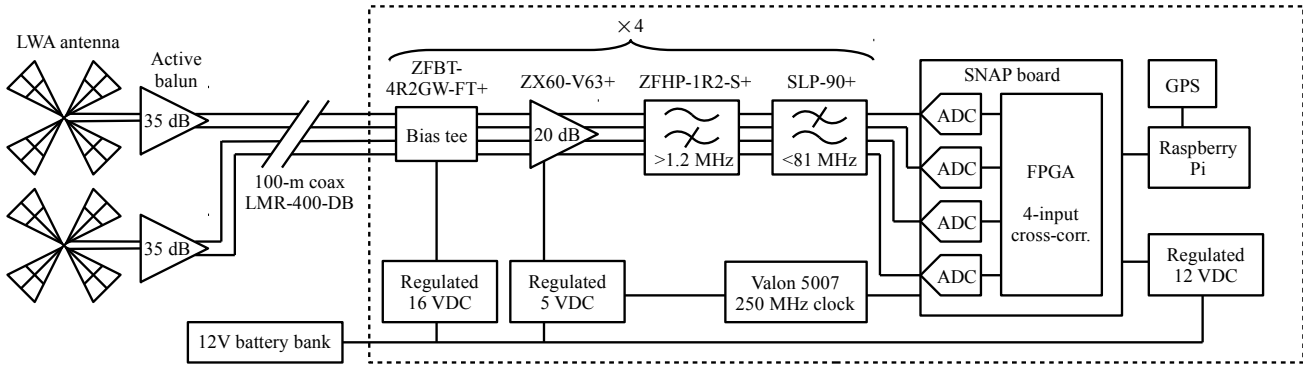 ×4
LWA antenna
Active
balun
35 dB
35 dB
100-m coax
LMR-400-DB
ZFBT-
4R2GW-FT+
Bias tee
ZX60-V63+
20 dB
ZFHP-1R2-S+
>1.2 MHz
SLP-90+
<81 MHz
SNAP board
ADC
ADC
ADC
ADC
FPGA
4-input
cross-corr.
GPS
Raspberry
Pi
Regulated
16 VDC
Regulated
5 VDC
Valon 5007
250 MHz clock
Regulated
12 VDC
12V battery bank